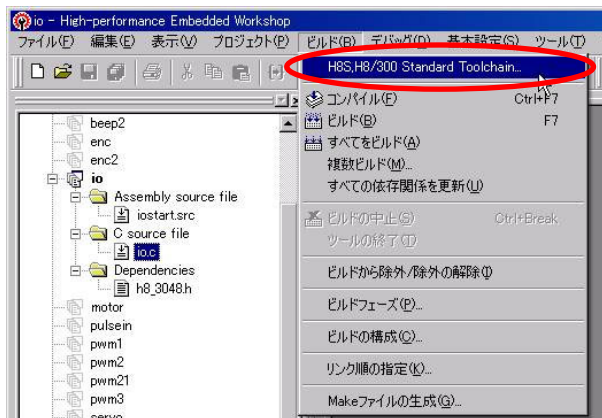 io - High-performance Embedded Workshop
ファイル(F) 編集(E) 表示(V) プロジェクト(P) ビルド(B) デバッグ(D) 基本設定(S) ツール(T)
H8S,H8/300 Standard Toolchain...
コンパイル(F) Ctrl+F7
ビルド(B) F7
すべてをビルド(A)
複数ビルド(M)...
すべての依存関係を更新(U)
ビルドの中止(S) Ctrl+Break
ツールの終了(T)
ビルドから除外/除外の解除(I)
ビルドフェーズ(P)...
ビルドの構成(C)...
リンク順の指定(K)...
Makeファイルの生成(G)...
beep2
enc
enc2
io
Assembly source file
iostart.src
C source file
io.c
Dependencies
h8_3048.h
motor
pulsein
pwm1
pwm2
pwm21
pwm3
servo